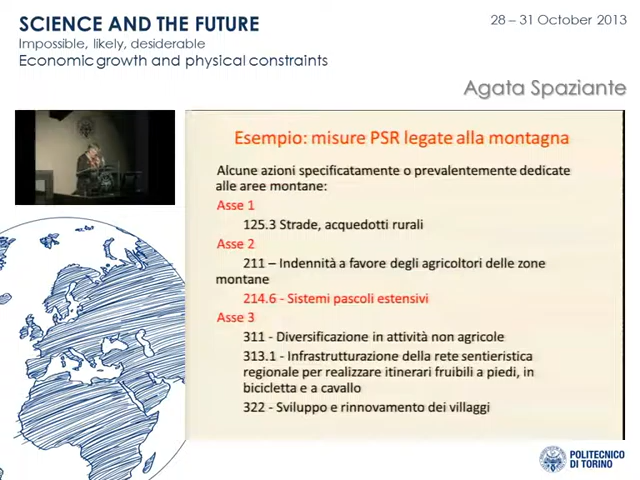 SCIENCE AND THE FUTURE
Impossible, likely, desiderable
Economic growth and physical constraints
28 – 31 October 2013
Agata Spaziante
Esempio: misure PSR legate alla montagna
Alcune azioni specificatamente o prevalentemente dedicate
alle aree montane:
Asse 1
125.3 Strade, acquedotti rurali
Asse 2
211 – Indennità a favore degli agricoltori delle zone
montane
214.6 - Sistemi pascoli estensivi
Asse 3
311 - Diversificazione in attività non agricole
313.1 - Infrastrutturazione della rete sentieristica
regionale per realizzare itinerari fruibili a piedi, in
bicicletta e a cavallo
322 - Sviluppo e rinnovamento dei villaggi
POLITECNICO
DI TORINO